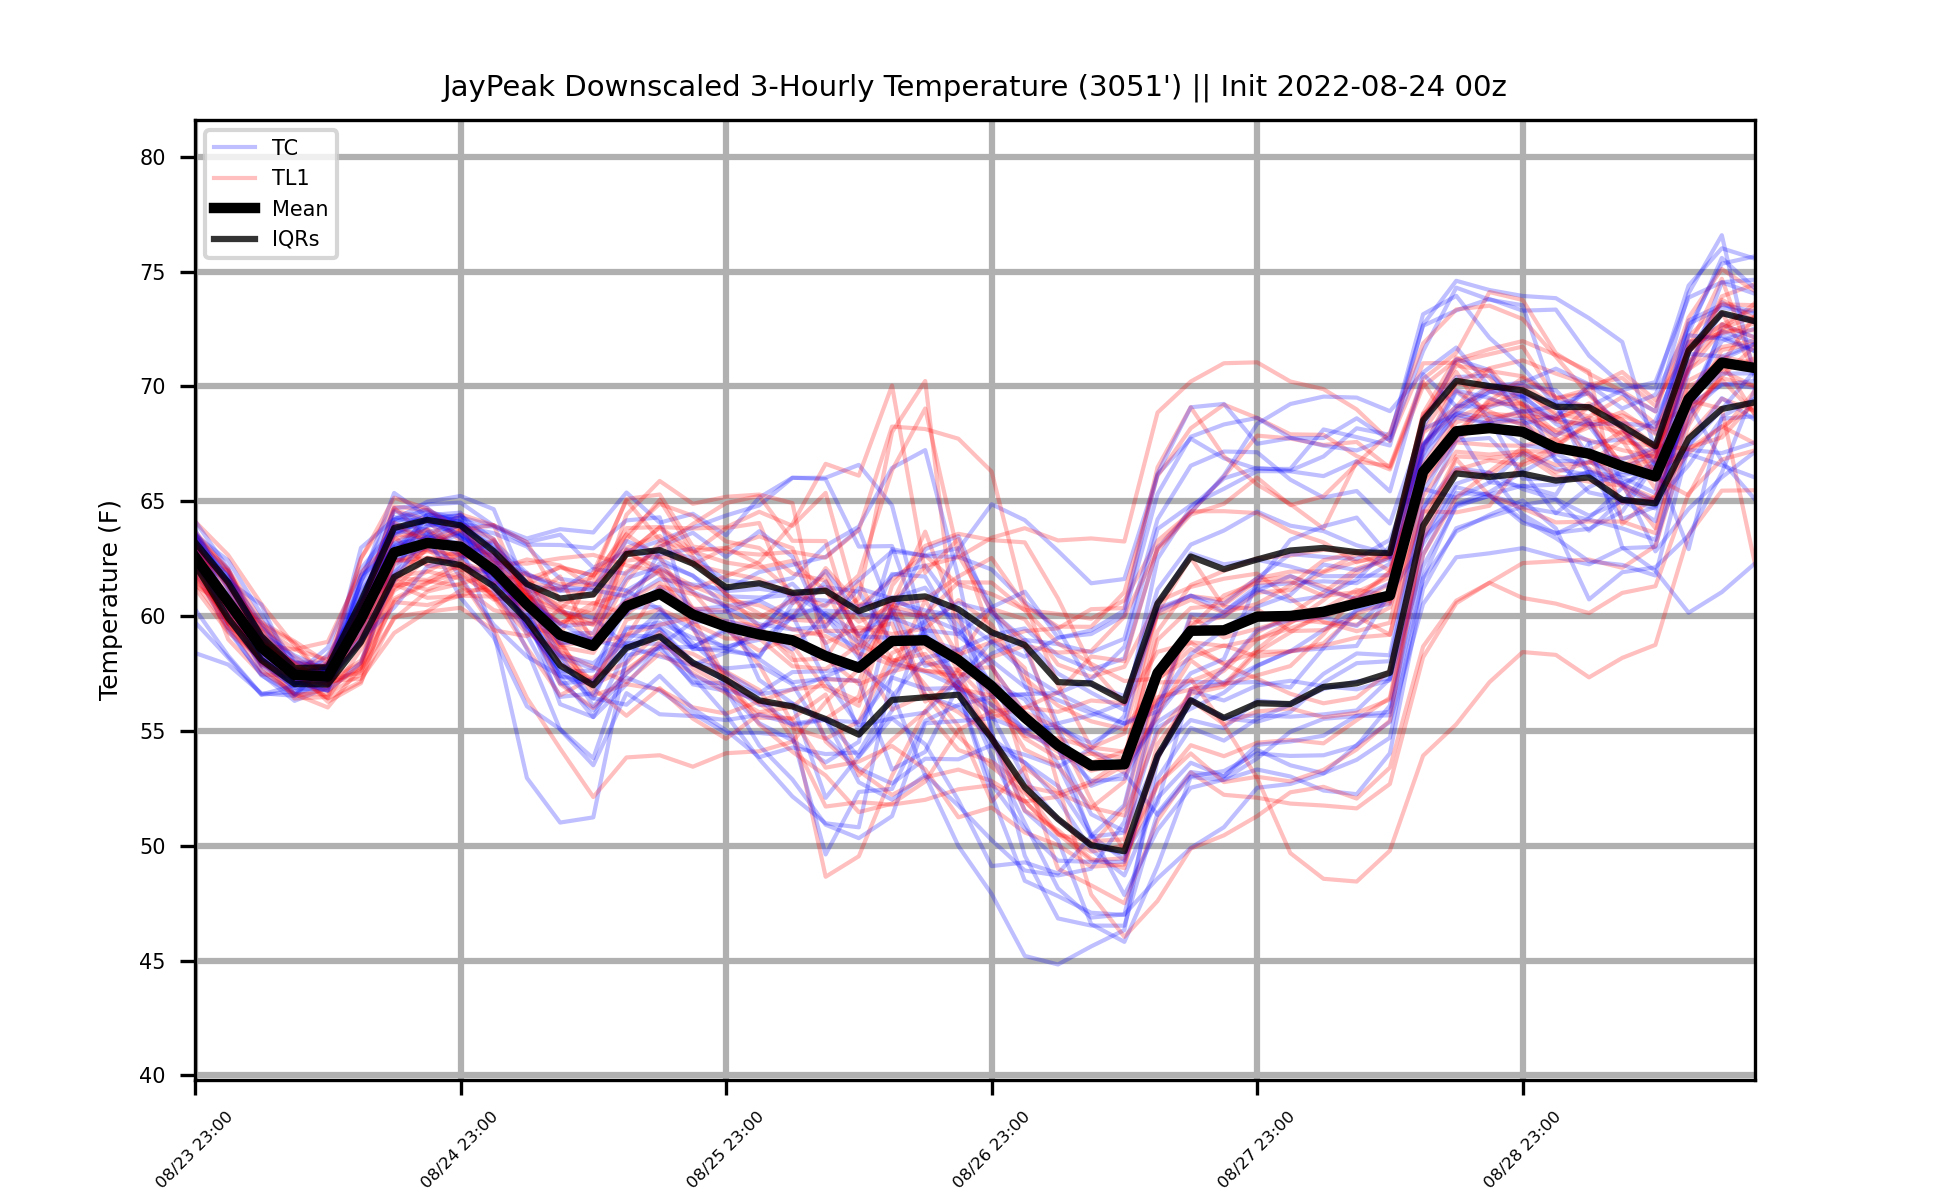 JayPeak Downscaled 3-Hourly Temperature (3051') || Init 2022-08-24 00z
TC
TL1
Mean
IQRs
Temperature (F)
80
75
70
65
60
55
50
45
40
08/23 23:00
08/24 23:00
08/25 23:00
08/26 23:00
08/27 23:00
08/28 23:00